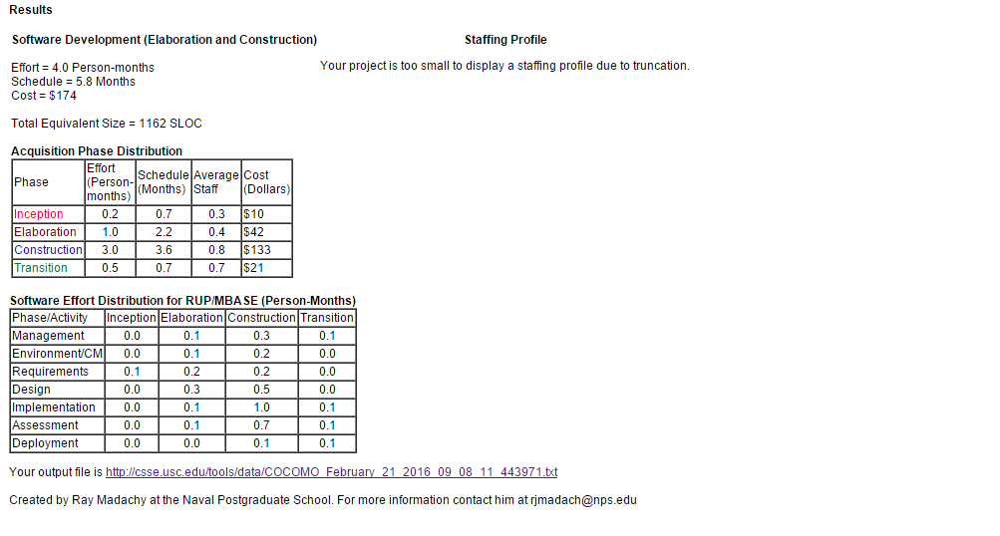 Results
Software Development (Elaboration and Construction)
Staffing Profile
Effort = 4.0 Person-months
Schedule = 5.8 Months
Cost = $174
Your project is too small to display a staffing profile due to truncation.
Total Equivalent Size = 1162 SLOC
Acquisition Phase Distribution
Phase Effort (Person-months) Schedule (Months) Average Staff Cost (Dollars)
Inception 0.2 0.7 0.3 $10
Elaboration 1.0 2.2 0.4 $42
Construction 3.0 3.6 0.8 $133
Transition 0.5 0.7 0.7 $21
Software Effort Distribution for RUP/MBASE (Person-Months)
Phase/Activity Inception Elaboration Construction Transition
Management 0.0 0.1 0.3 0.1
Environment/CM 0.0 0.1 0.2 0.0
Requirements 0.1 0.2 0.2 0.0
Design 0.0 0.3 0.5 0.0
Implementation 0.0 0.1 1.0 0.1
Assessment 0.0 0.1 0.7 0.1
Deployment 0.0 0.0 0.1 0.1
Your output file is http://csse.usc.edu/tools/data/COCOMO_February_21_2016_09_08_11_443971.txt
Created by Ray Madachy at the Naval Postgraduate School. For more information contact him at rjmadach@nps.edu